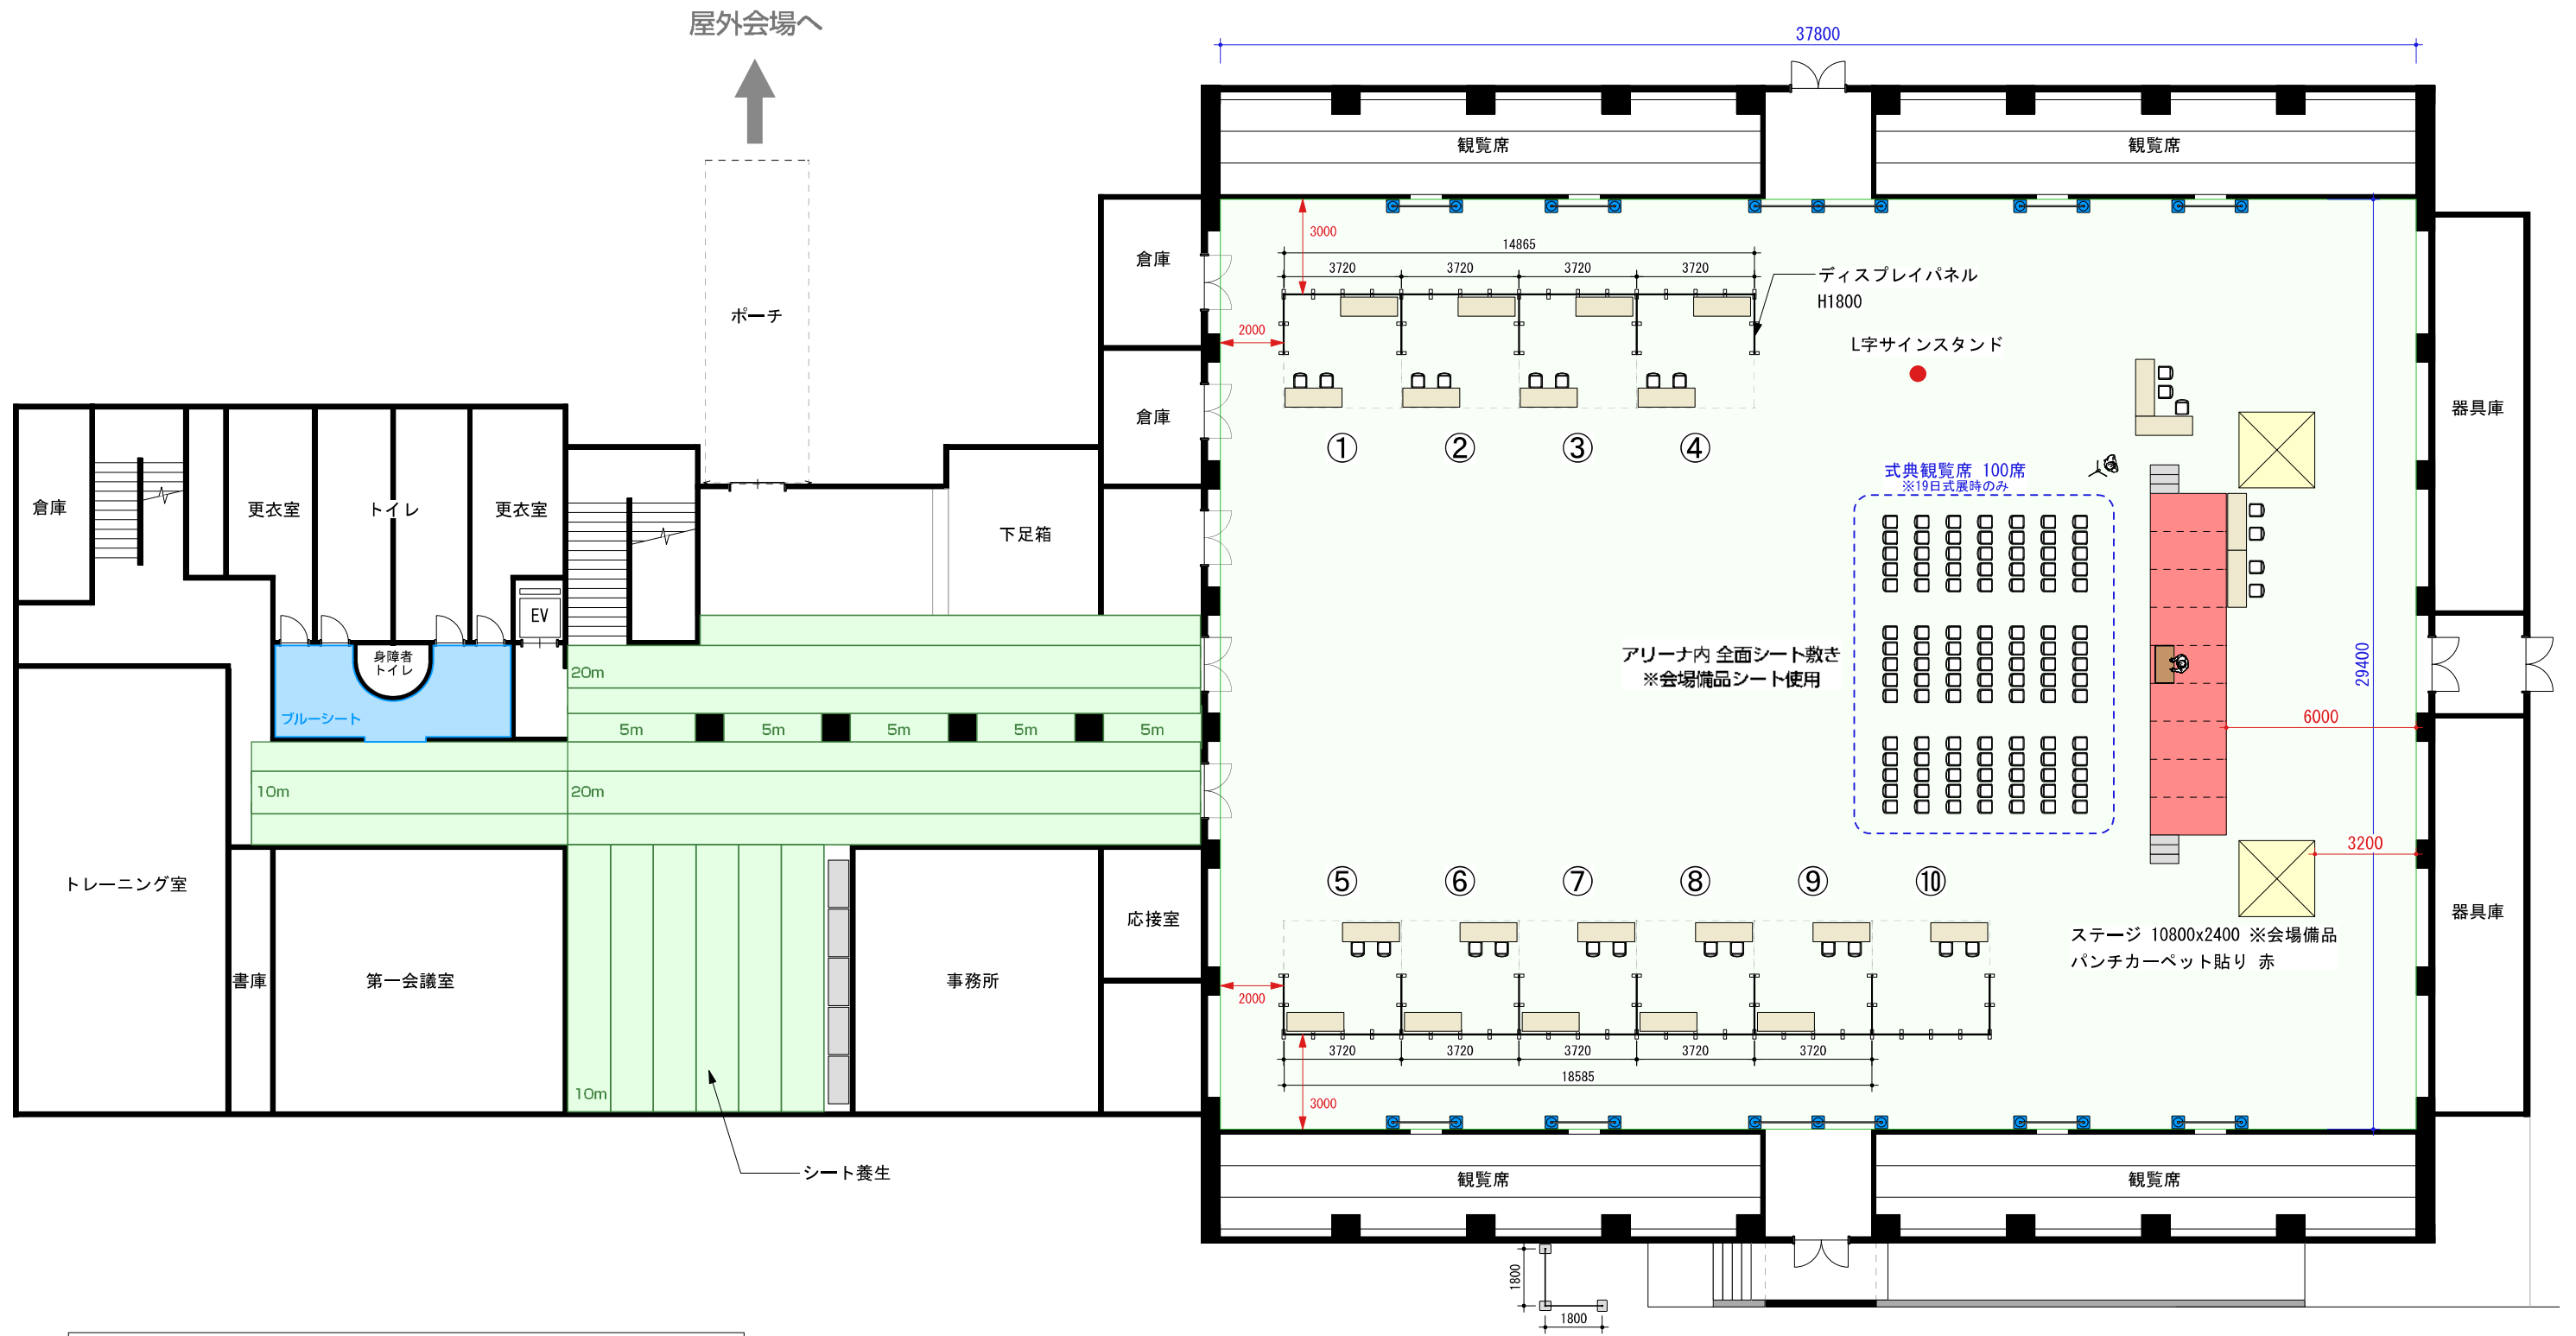 屋外会場へ
37800
観覧席
観覧席
3000
14865
3720
3720
3720
3720
ディスプレイパネル
H1800
2000
L字サインスタンド
倉庫
倉庫
ポーチ
①
②
③
④
式典観覧席 100席
※19日式展時のみ
器具庫
倉庫
更衣室
トイレ
更衣室
下足箱
EV
身障者
トイレ
ブルーシート
20m
5m
5m
5m
5m
5m
10m
20m
アリーナ内 全面シート敷き
※会場備品シート使用
29400
6000
3200
トレーニング室
書庫
第一会議室
10m
事務所
応接室
シート養生
⑤
⑥
⑦
⑧
⑨
⑩
ステージ 10800x2400 ※会場備品
パンチカーペット貼り 赤
器具庫
2000
3720
3720
3720
3720
3720
18585
3000
観覧席
観覧席
1800
1800